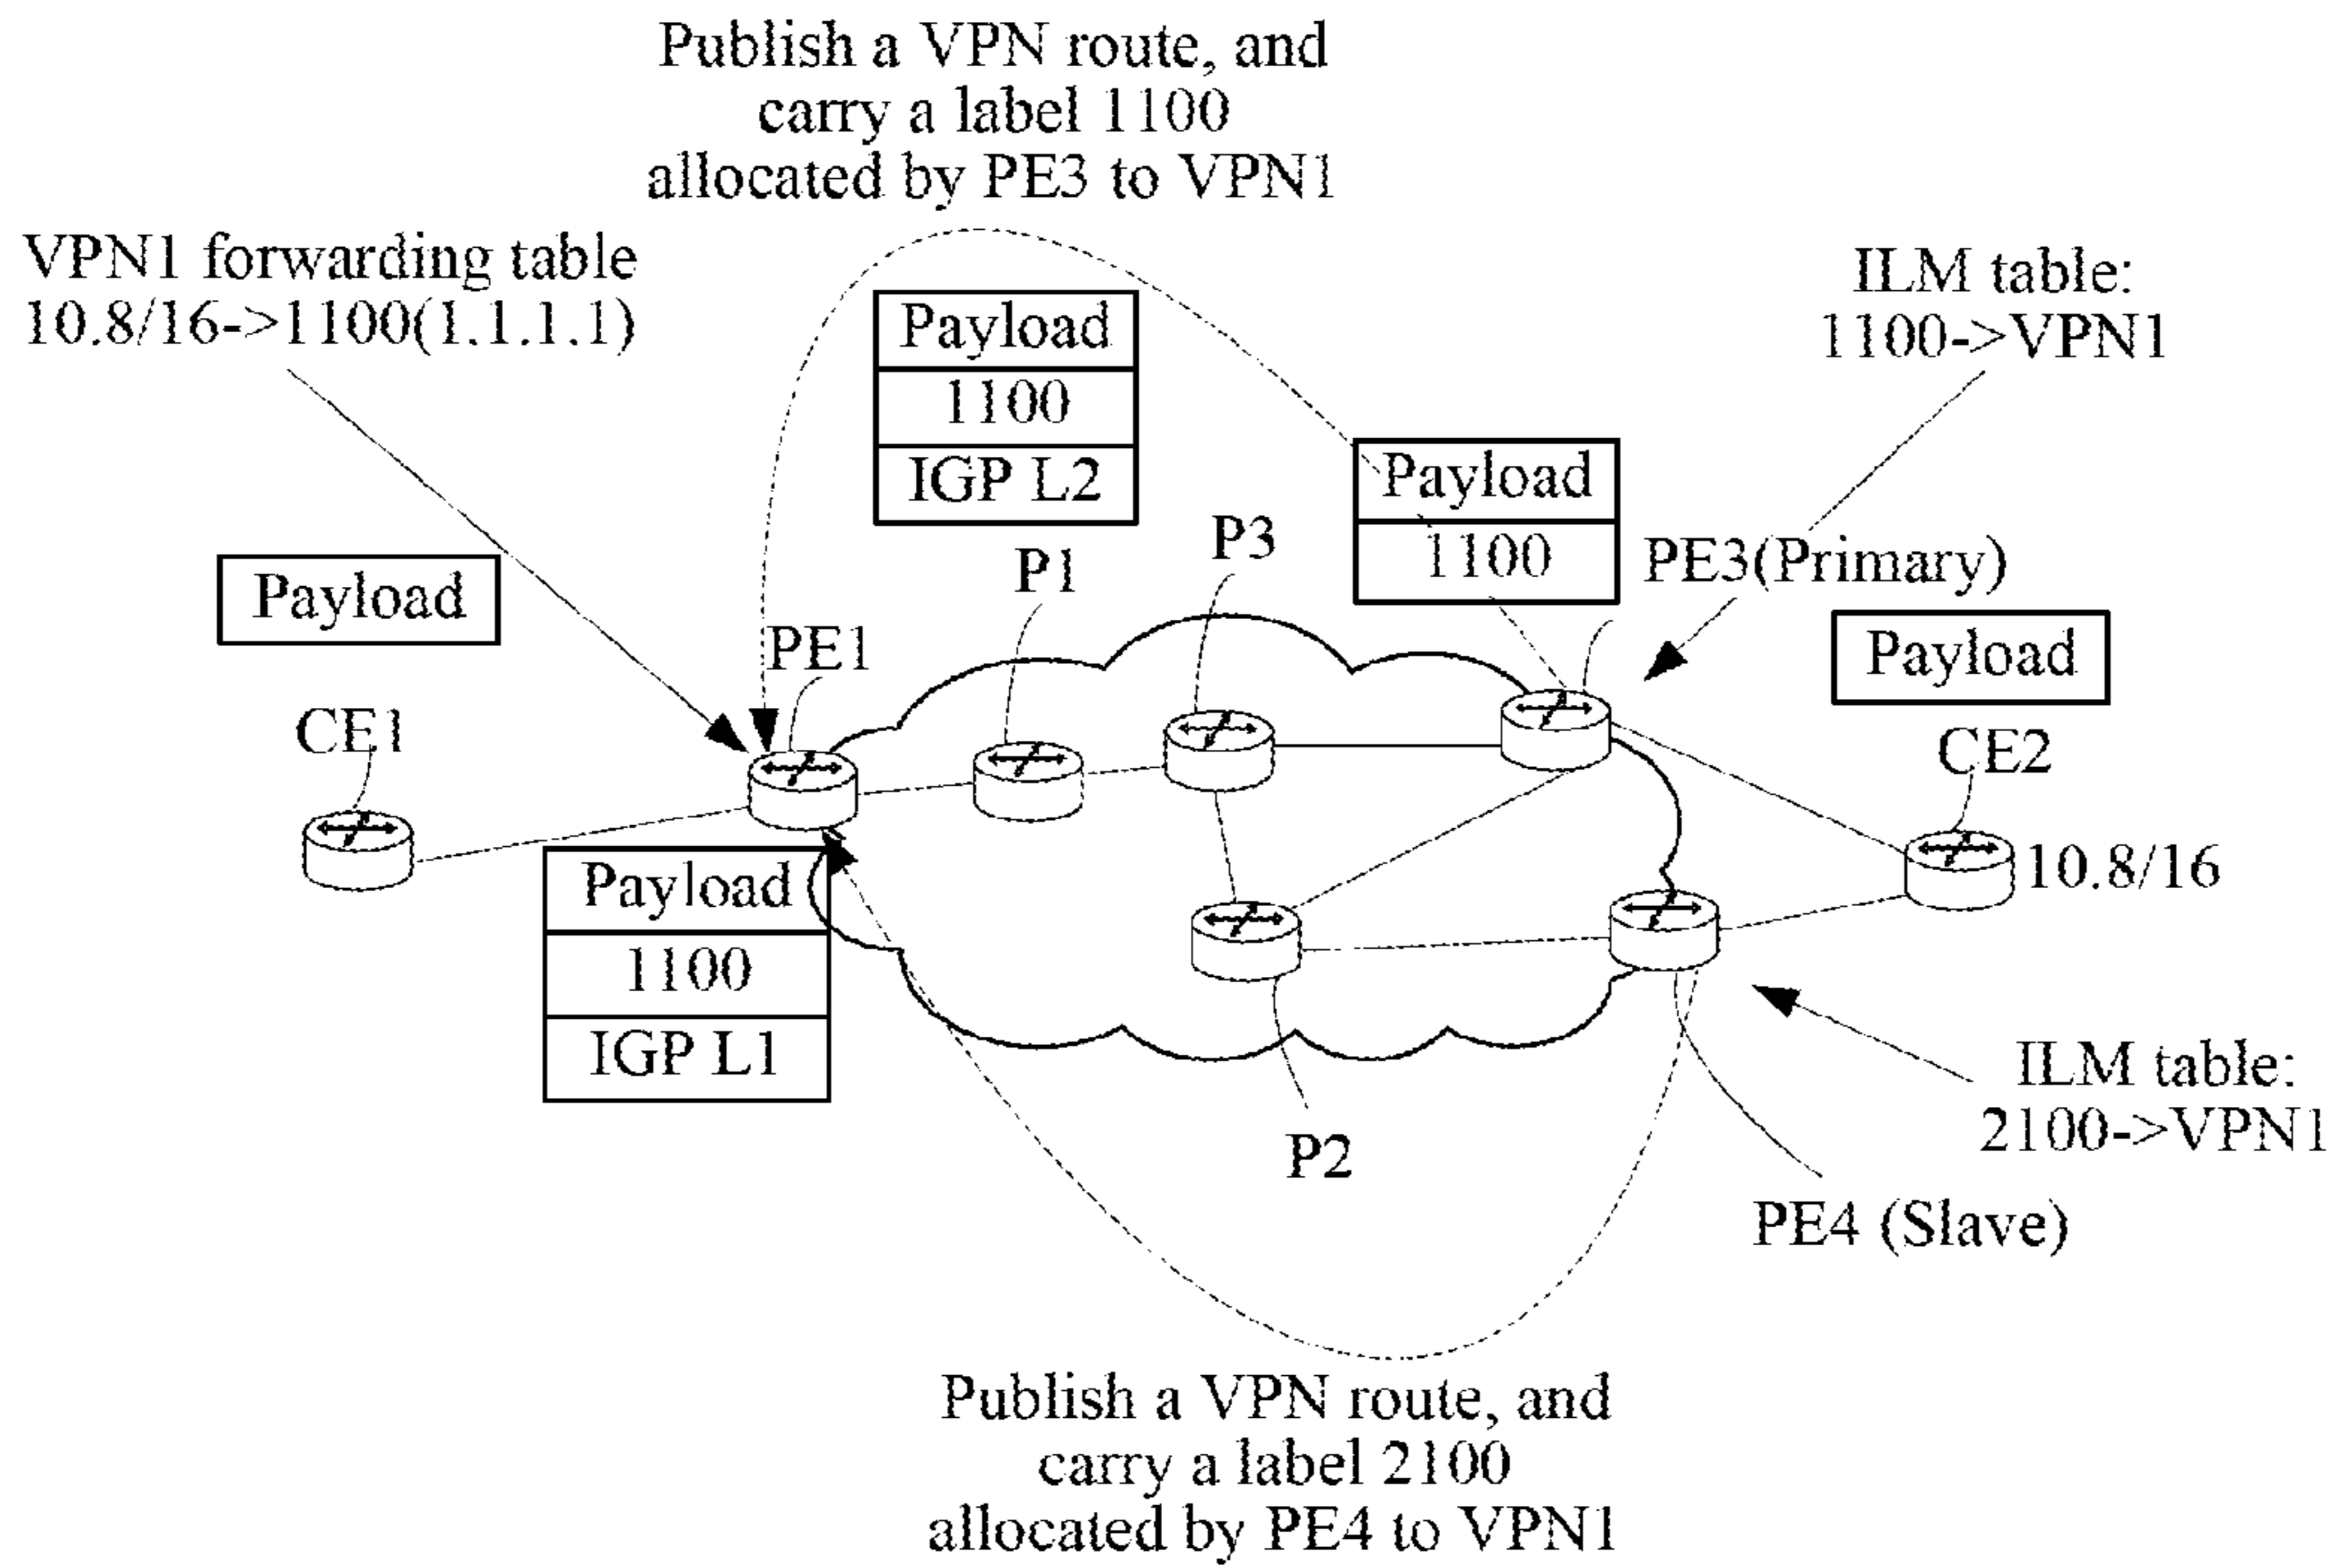 Publish a VPN route, and
carry a label 1100
allocated by PE3 to VPN1
VPN1 forwarding table
10.8/16->1100(1.1.1.1)
ILM table:
1100->VPN1
Payload
1100
IGP L2
Payload
1100
P3
P1
PE3(Primary)
Payload
PE1
Payload
CE1
CE2
10.8/16
Payload
1100
IGP L1
P2
ILM table:
2100->VPN1
PE4 (Slave)
Publish a VPN route, and
carry a label 2100
allocated by PE4 to VPN1